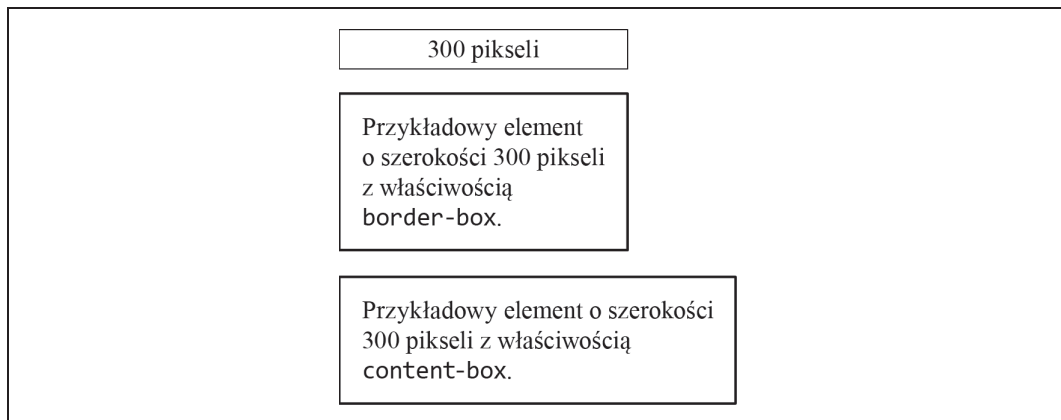 300 pikseli
Przykładowy element
o szerokości 300 pikseli
z właściwością
border-box.
Przykładowy element o szerokości
300 pikseli z właściwością
content-box.